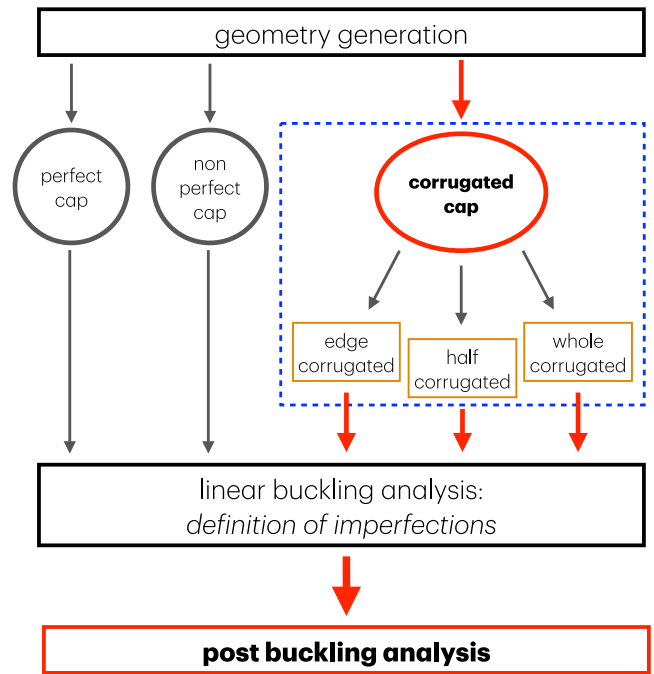 geometry generation
perfect
cap
non
perfect
cap
corrugated
cap
edge
corrugated
half
corrugated
whole
corrugated
linear buckling analysis:
definition of imperfections
post buckling analysis